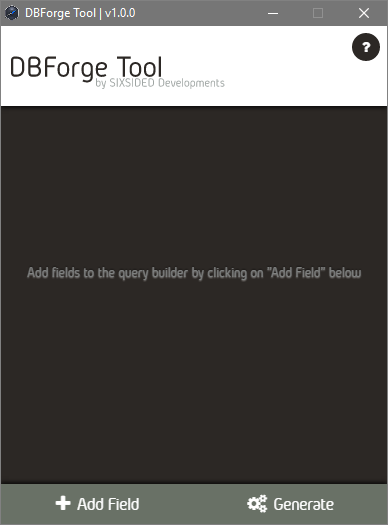 DBForge Tool | v1.0.0
?
DBForge Tool
by SIXSIDED Developments
Add fields to the query builder by clicking on "Add Field" below
Add Field
Generate